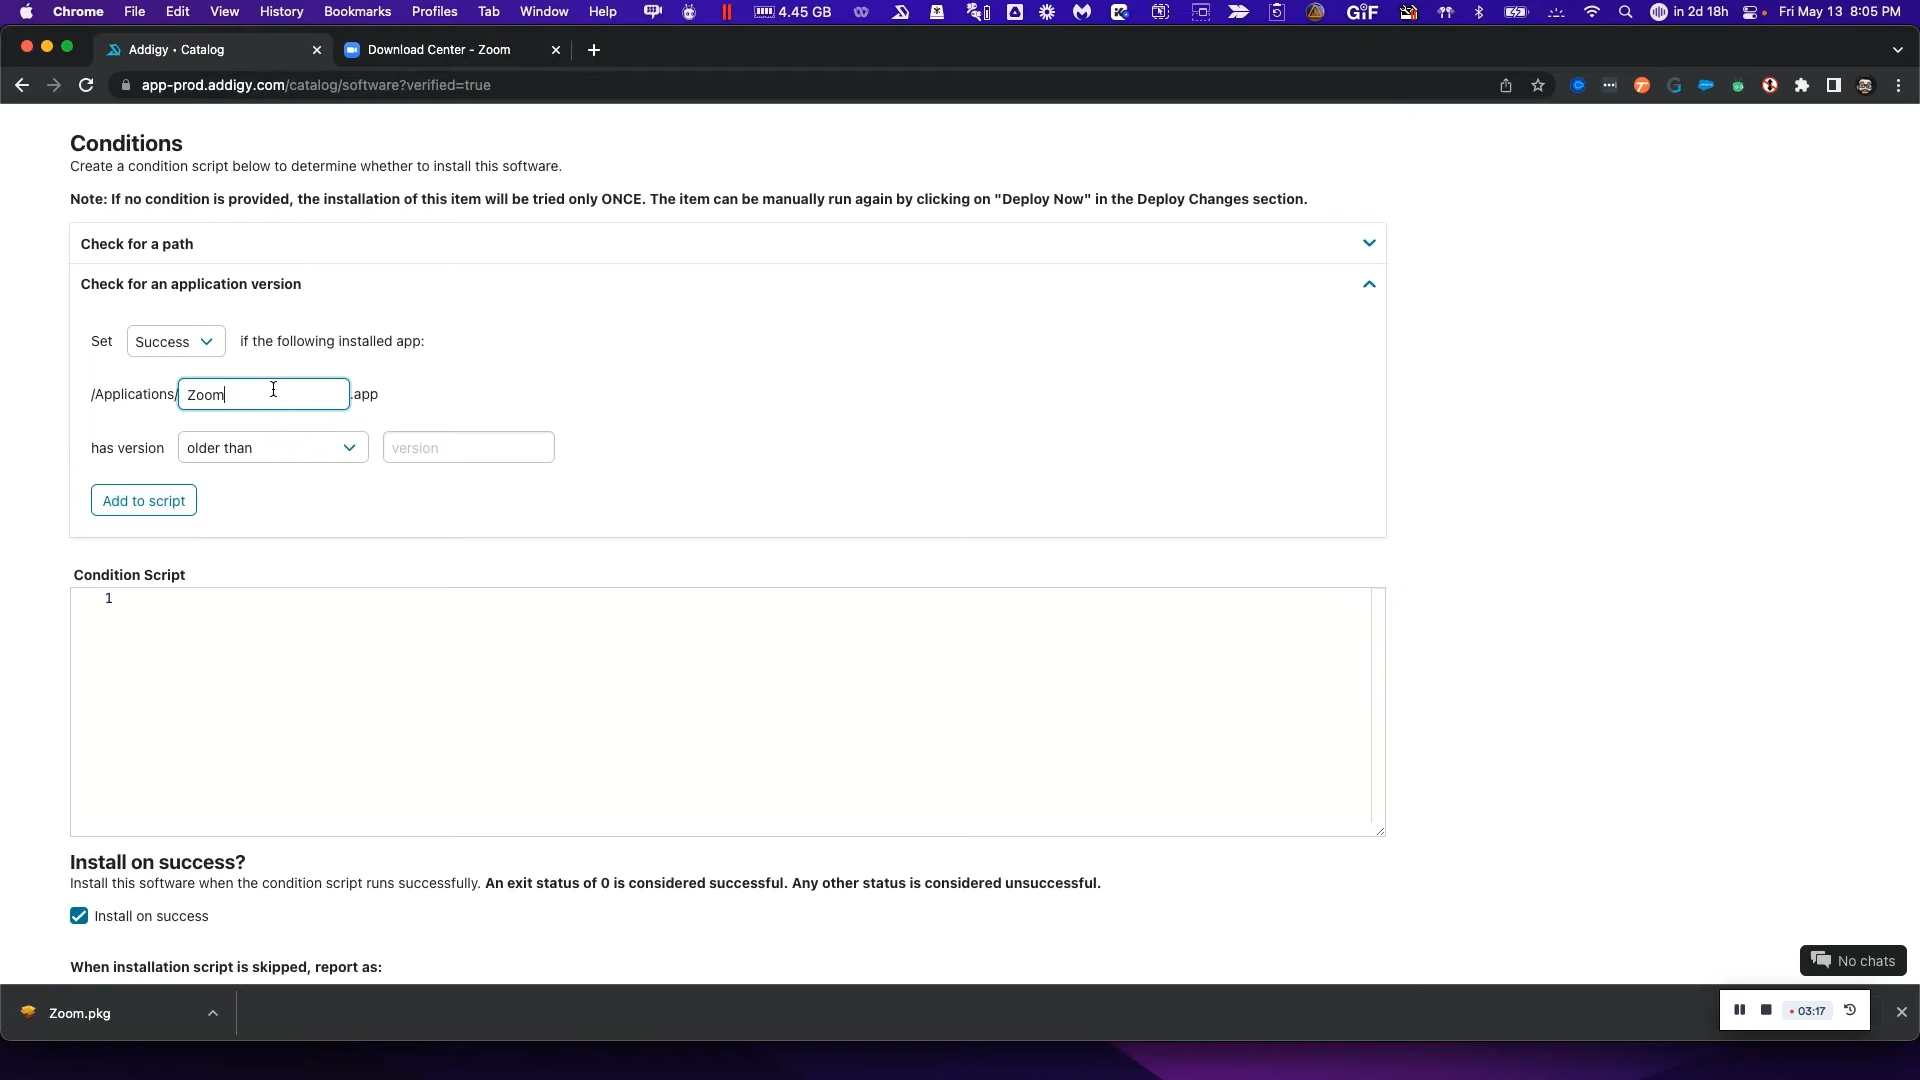 Chrome File Edit View History Bookmarks Profiles Tab Window Help 4.45 GB GIF in 2d 18h Fri May 13 8:05 PM
Addigy • Catalog Download Center - Zoom
app-prod.addigy.com/catalog/software?verified=true
Conditions
Create a condition script below to determine whether to install this software.
Note: If no condition is provided, the installation of this item will be tried only ONCE. The item can be manually run again by clicking on "Deploy Now" in the Deploy Changes section.
Check for a path
Check for an application version
Set Success if the following installed app:
/Applications/ Zoom .app
has version older than version
Add to script
Condition Script
1
Install on success?
Install this software when the condition script runs successfully. An exit status of 0 is considered successful. Any other status is considered unsuccessful.
Install on success
When installation script is skipped, report as:
No chats
Zoom.pkg
03:17